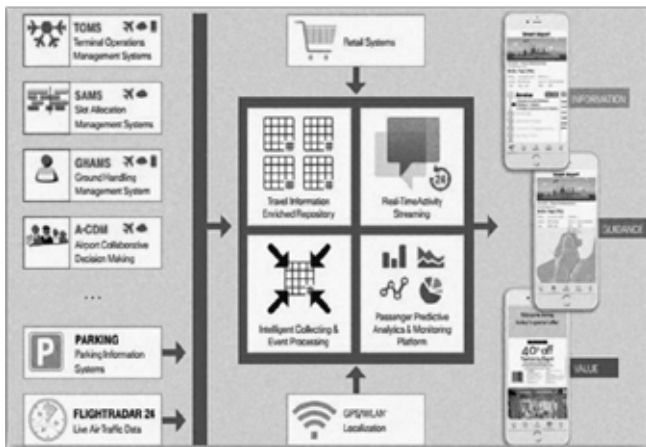 TOMS
Terminal Operations
Management Systems
SAMS
Slot Allocation
Management Systems
GHAMS
Ground Handling
Management System
A-CDM
Airport Collaborative
Decision Making
...
P
PARKING
Parking Information
Systems
FLIGHTRADAR 24
Live Air Traffic Data
Retail Systems
Travel Information
Enriched Repository
24
Real-Time Activity
Streaming
Intelligent Collecting &
Event Processing
Passenger Predictive
Analytics & Monitoring
Platform
GPS/WLAN
Localization
Smart Airport
INFORMATION
GUIDANCE
40% off
VALUE